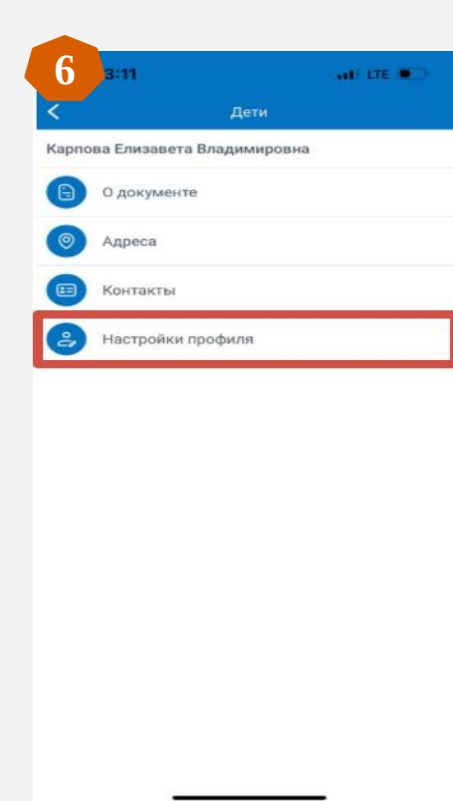 6
3:11
LTE
Дети
Карпова Елизавета Владимировна
О документе
Адреса
Контакты
Настройки профиля